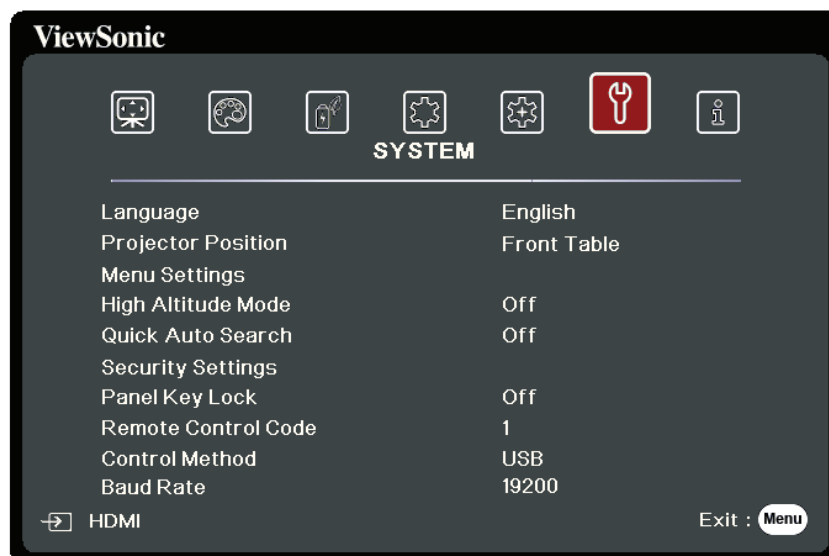 ViewSonic
SYSTEM
Language English
Projector Position Front Table
Menu Settings
High Altitude Mode Off
Quick Auto Search Off
Security Settings
Panel Key Lock Off
Remote Control Code 1
Control Method USB
Baud Rate 19200
HDMI Exit : Menu